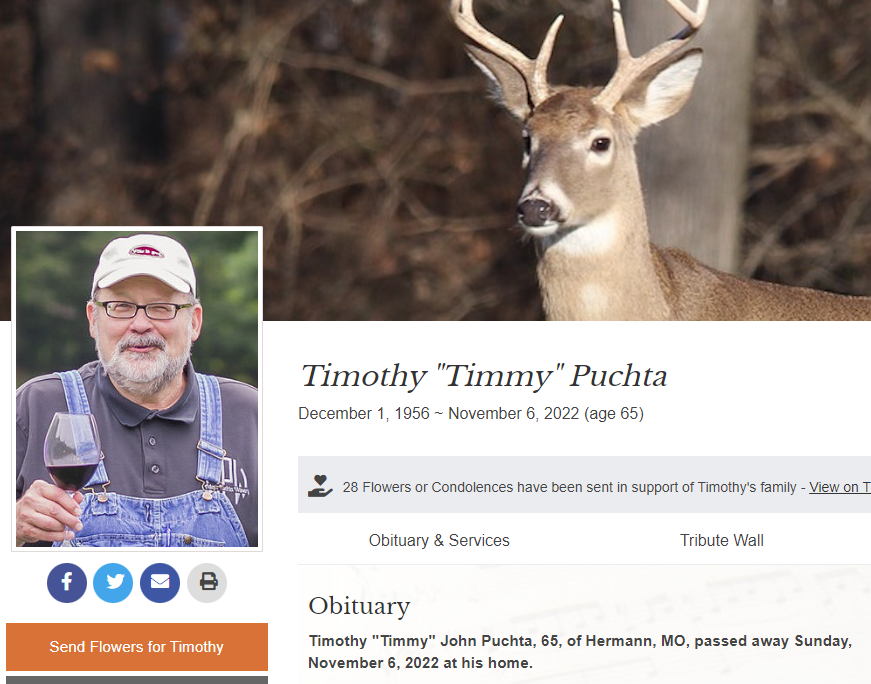 Timothy "Timmy" Puchta
December 1, 1956 ~ November 6, 2022 (age 65)
28 Flowers or Condolences have been sent in support of Timothy's family - View on T
Obituary & Services
Tribute Wall
Obituary
Timothy "Timmy" John Puchta, 65, of Hermann, MO, passed away Sunday,
November 6, 2022 at his home.
Send Flowers for Timothy